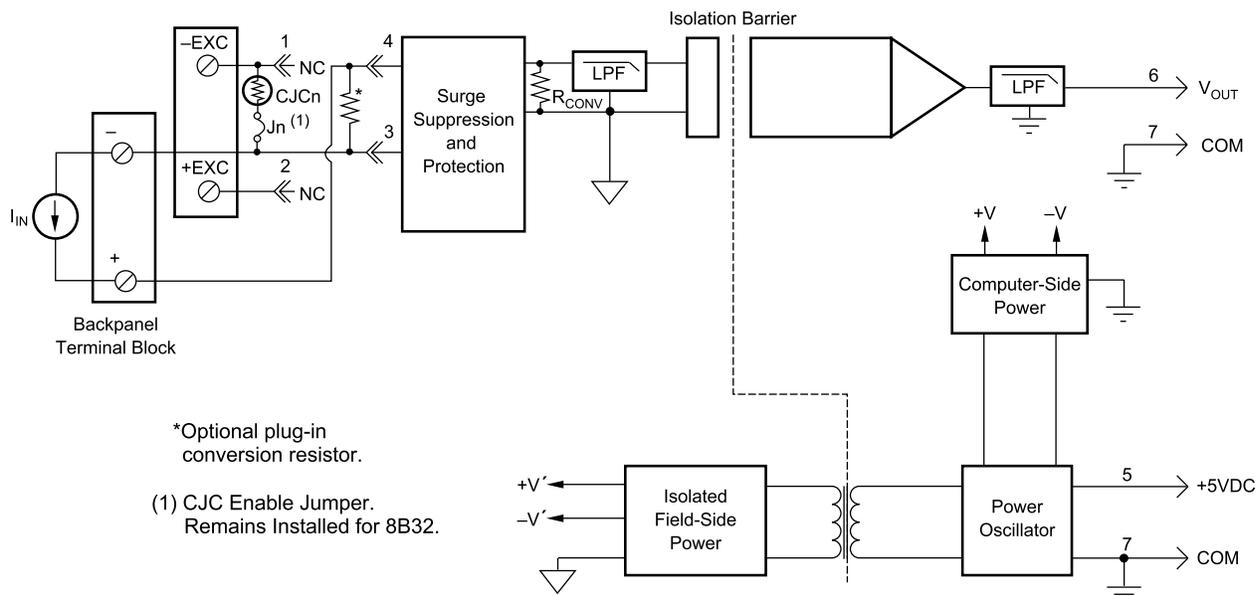 Isolation Barrier
–EXC
1
NC
4
CJCn
Jn (1)
*
3
+EXC
2
NC
–
+
I_IN
Backpanel
Terminal Block
Surge
Suppression
and
Protection
R_CONV
LPF
LPF
6
V_OUT
7
COM
+V
–V
Computer-Side
Power
*Optional plug-in
conversion resistor.
(1) CJC Enable Jumper.
Remains Installed for 8B32.
+V´
–V´
Isolated
Field-Side
Power
Power
Oscillator
5
+5VDC
7
COM